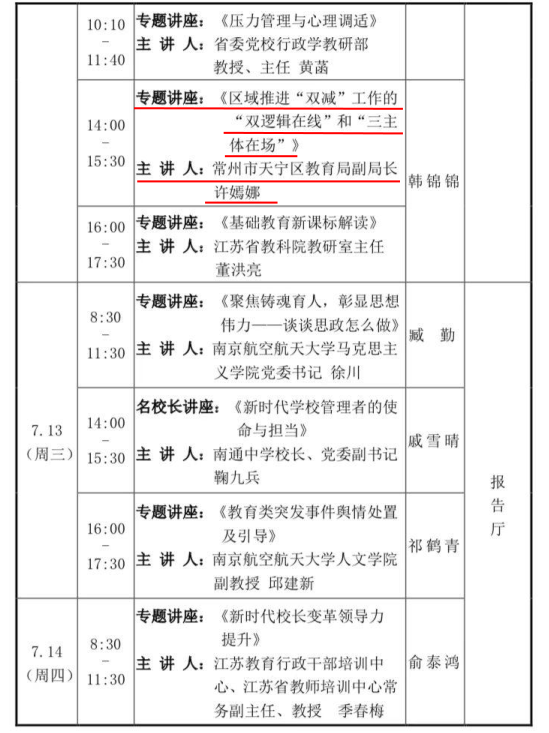 10:10
–
11:40
专题讲座：《压力管理与心理调适》
主 讲 人：省委党校行政学教研部
教授、主任 黄菡
14:00
–
15:30
专题讲座：《区域推进“双减”工作的
“双逻辑在线”和“三主
体在场”》
主 讲 人：常州市天宁区教育局副局长
许嫣娜
韩锦锦
16:00
–
17:30
专题讲座：《基础教育新课标解读》
主 讲 人：江苏省教科院教研室主任
董洪亮
7.13
（周三）
8:30
–
11:30
专题讲座：《聚焦铸魂育人，彰显思想
伟力——谈谈思政怎么做》
主 讲 人：南京航空航天大学马克思主
义学院党委书记 徐川
臧 勤
14:00
–
15:30
名校长讲座：《新时代学校管理者的使
命与担当》
主 讲 人：南通中学校长、党委副书记
鞠九兵
戚雪晴
16:00
–
17:30
专题讲座：《教育类突发事件舆情处置
及引导》
主 讲 人：南京航空航天大学人文学院
副教授 邱建新
祁鹤青
报
告
厅
7.14
（周四）
8:30
–
11:30
专题讲座：《新时代校长变革领导力
提升》
主 讲 人：江苏教育行政干部培训中
心、江苏省教师培训中心常
务副主任、教授 季春梅
俞泰鸿